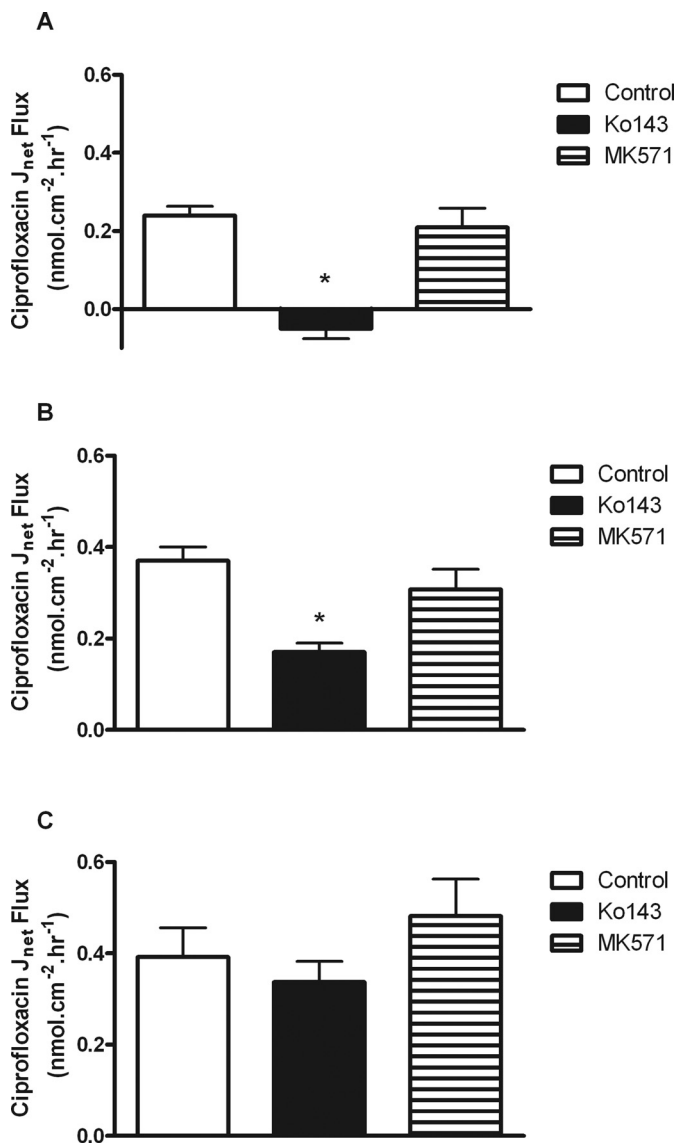 A
Ciprofloxacin Jnet Flux
(nmol.cm-2.hr-1)
0.6
0.4
0.2
0.0
*
Control
Ko143
MK571
B
Ciprofloxacin Jnet Flux
(nmol.cm-2.hr-1)
0.6
0.4
0.2
0.0
*
Control
Ko143
MK571
C
Ciprofloxacin Jnet Flux
(nmol.cm-2.hr-1)
0.6
0.4
0.2
0.0
Control
Ko143
MK571